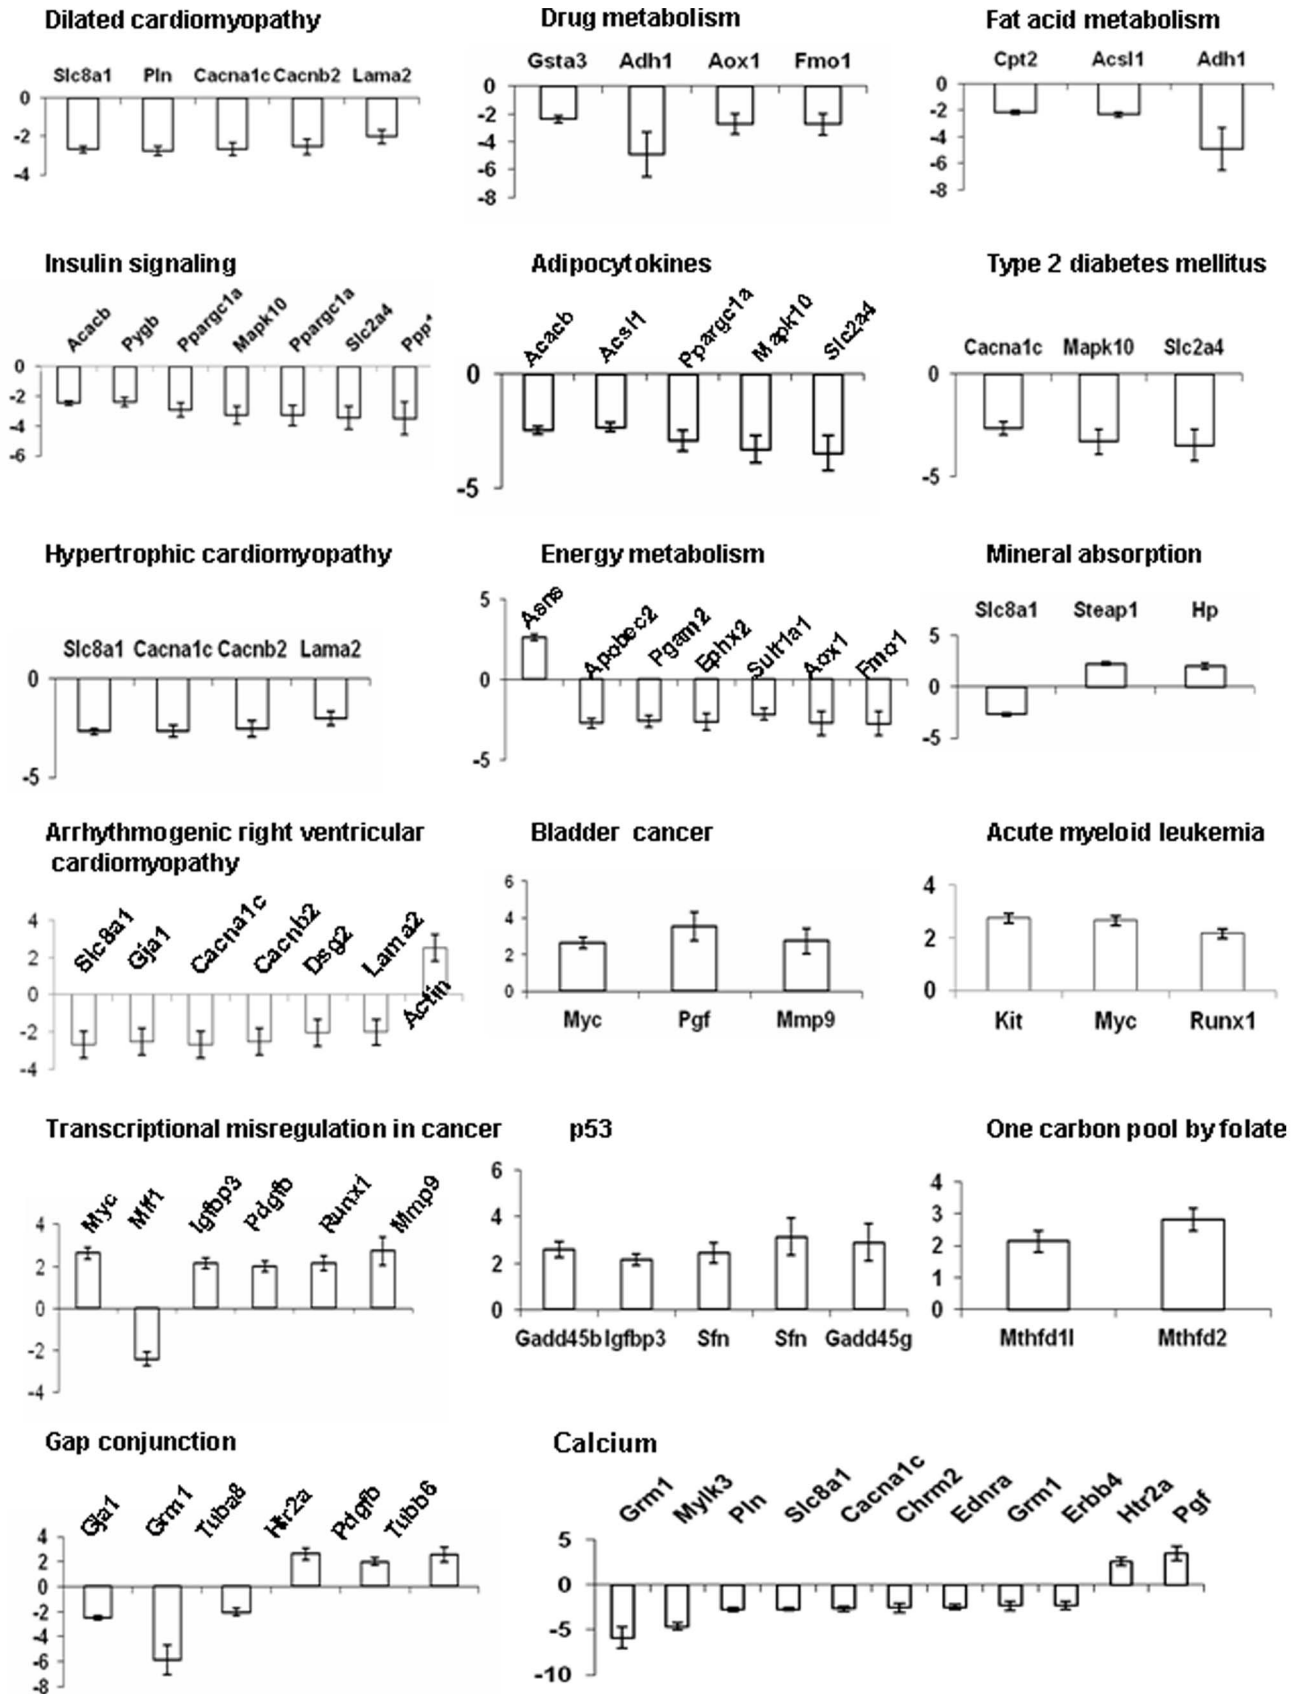 Dilated cardiomyopathy
Slc8a1 Pln Cacna1c Cacnb2 Lama2
0
-2
-4
Drug metabolism
Gsta3 Adh1 Aox1 Fmo1
0
-2
-4
-6
-8
Fat acid metabolism
Cpt2 Acsl1 Adh1
0
-2
-4
-6
-8
Insulin signaling
Acacb Pygb Ppargc1a Mapk10 Ppargc1a Slc2a4
0
-2
-4
-6
Adipocytokines
Acacb Acsl1 Ppargc1a Mapk10 Slc2a4
0
-5
Type 2 diabetes mellitus
Cacna1c Mapk10 Slc2a4
0
-5
Hypertrophic cardiomyopathy
Slc8a1 Cacna1c Cacnb2 Lama2
0
-5
Energy metabolism
Asns Apobec2 Pgam2 Ephx2 Sult1a1 Aox1 Fmo1
5
0
-5
Mineral absorption
Slc8a1 Steap1 Hp
5
0
-5
Arrhythmogenic right ventricular
cardiomyopathy
Slc8a1 Gja1 Cacna1c Cacnb2 Dsg2 Lama2 Actin
4
2
0
-2
-4
Bladder cancer
6
4
2
0
Myc Pgf Mmp9
Acute myeloid leukemia
4
2
0
Kit Myc Runx1
Transcriptional misregulation in cancer
Myc Mlf1 Igfbp3 Pdgfb Runx1 Mmp9
4
2
0
-2
-4
p53
6
4
2
0
Gadd45b Igfbp3 Sfn Sfn Gadd45g
One carbon pool by folate
4
3
2
1
0
Mthfd1l Mthfd2
Gap conjunction
Gja1 Grm1 Tuba8 Htr2a Pdgfb Tubb6
4
2
0
-2
-4
-6
-8
Calcium
Grm1 Mylk3 Pln Slc8a1 Cacna1c Chrm2 Ednra Grm1 Erbb4 Htr2a Pgf
5
0
-5
-10